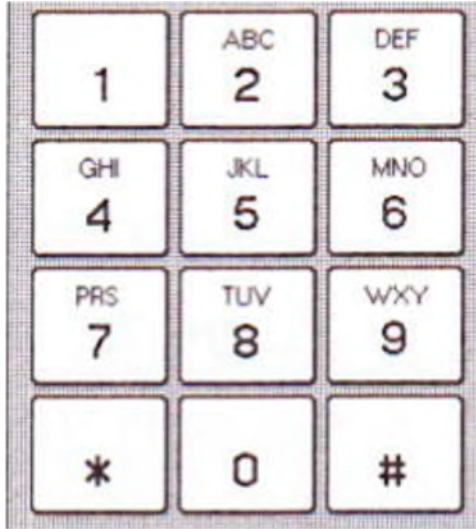 ABC DEF
1 2 3
GHI JKL MNO
4 5 6
PRS TUV WXY
7 8 9
* 0 #